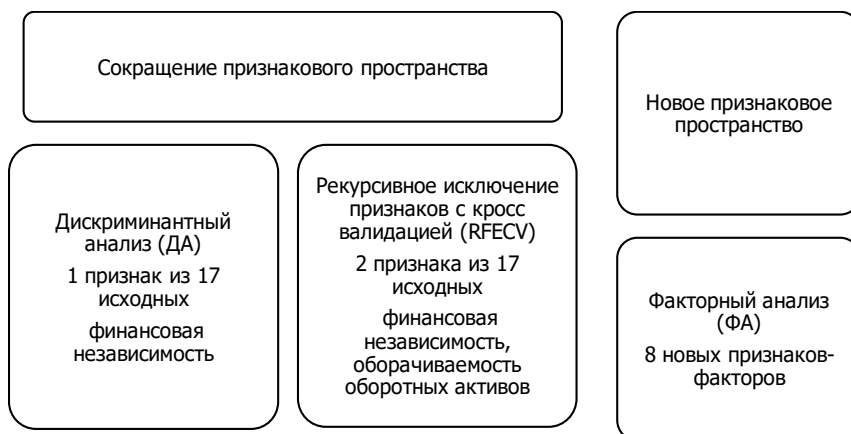 Сокращение признакового пространства
Дискриминантный
анализ (ДА)
1 признак из 17
исходных
финансовая
независимость
Рекурсивное исключение
признаков с кросс
валидацией (RFECV)
2 признака из 17
исходных
финансовая
независимость,
оборачиваемость
оборотных активов
Новое признаковое
пространство
Факторный анализ
(ФА)
8 новых признаков-
факторов